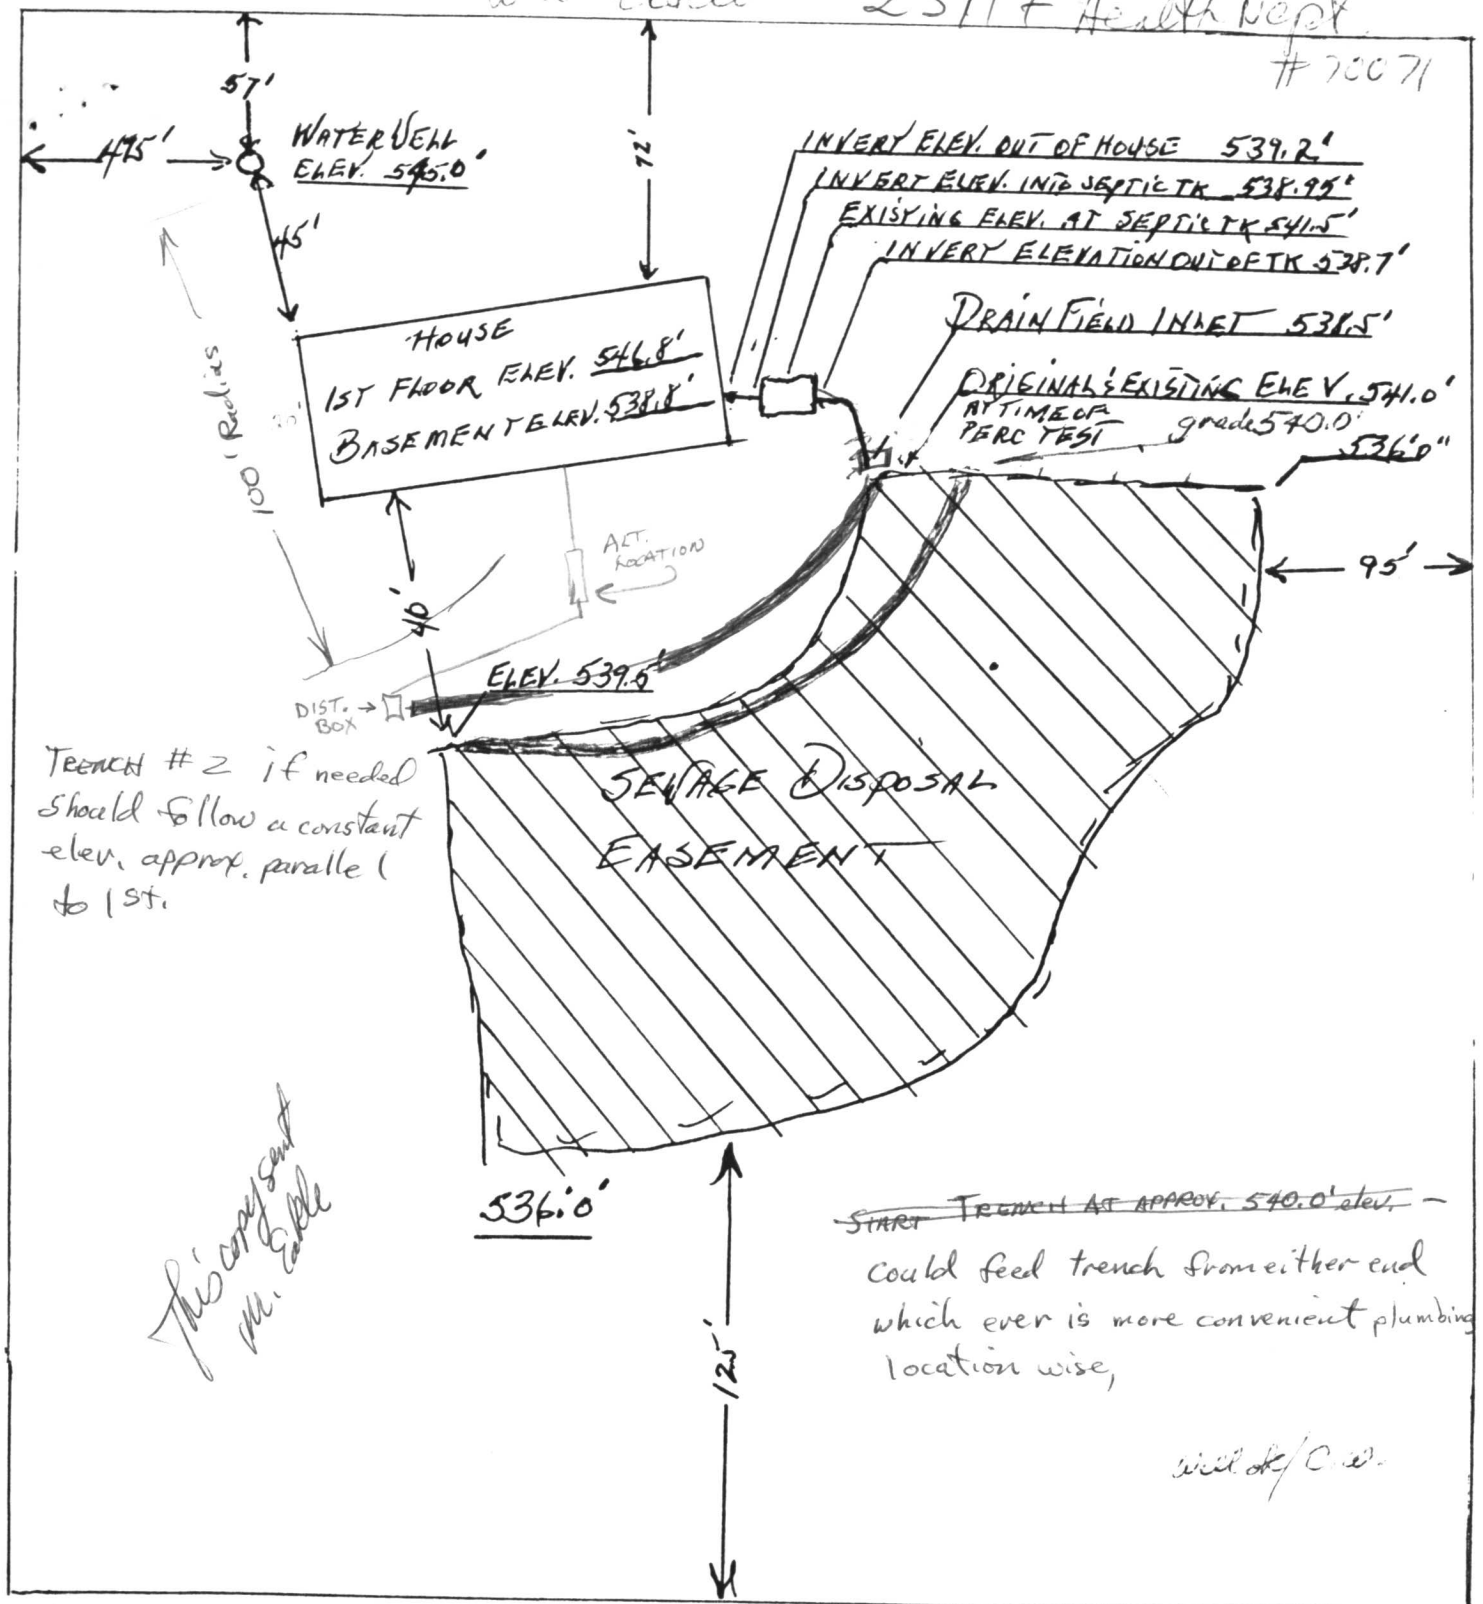 Health Dept.
#70071
57'
475'
WATER WELL
ELEV. 545.0'
45'
72'
INVERT ELEV. OUT OF HOUSE 539.2'
INVERT ELEV. INTO SEPTIC TK 538.95'
EXISTING ELEV. AT SEPTIC TK 541.5'
INVERT ELEVATION OUT OF TK 538.7'
DRAIN FIELD INLET 538.5'
ORIGINAL & EXISTING ELEV. 541.0'
AT TIME OF
PERC TEST
grade 540.0'
536'0"
HOUSE
1ST FLOOR ELEV. 546.8'
BASEMENT ELEV. 538.8'
100' Radius
ALT.
LOCATION
40'
95'
ELEV. 539.5'
DIST.
BOX
TRENCH # 2 if needed
should follow a constant
elev. approx. parallel
to 1st.
SEWAGE DISPOSAL
EASEMENT
536.0'
125'
This copy sent
Mr. Eakle
START TRENCH AT APPROX. 540.0' elev. -
could feed trench from either end
which ever is more convenient plumbing
location wise,
Well ok/C.W.